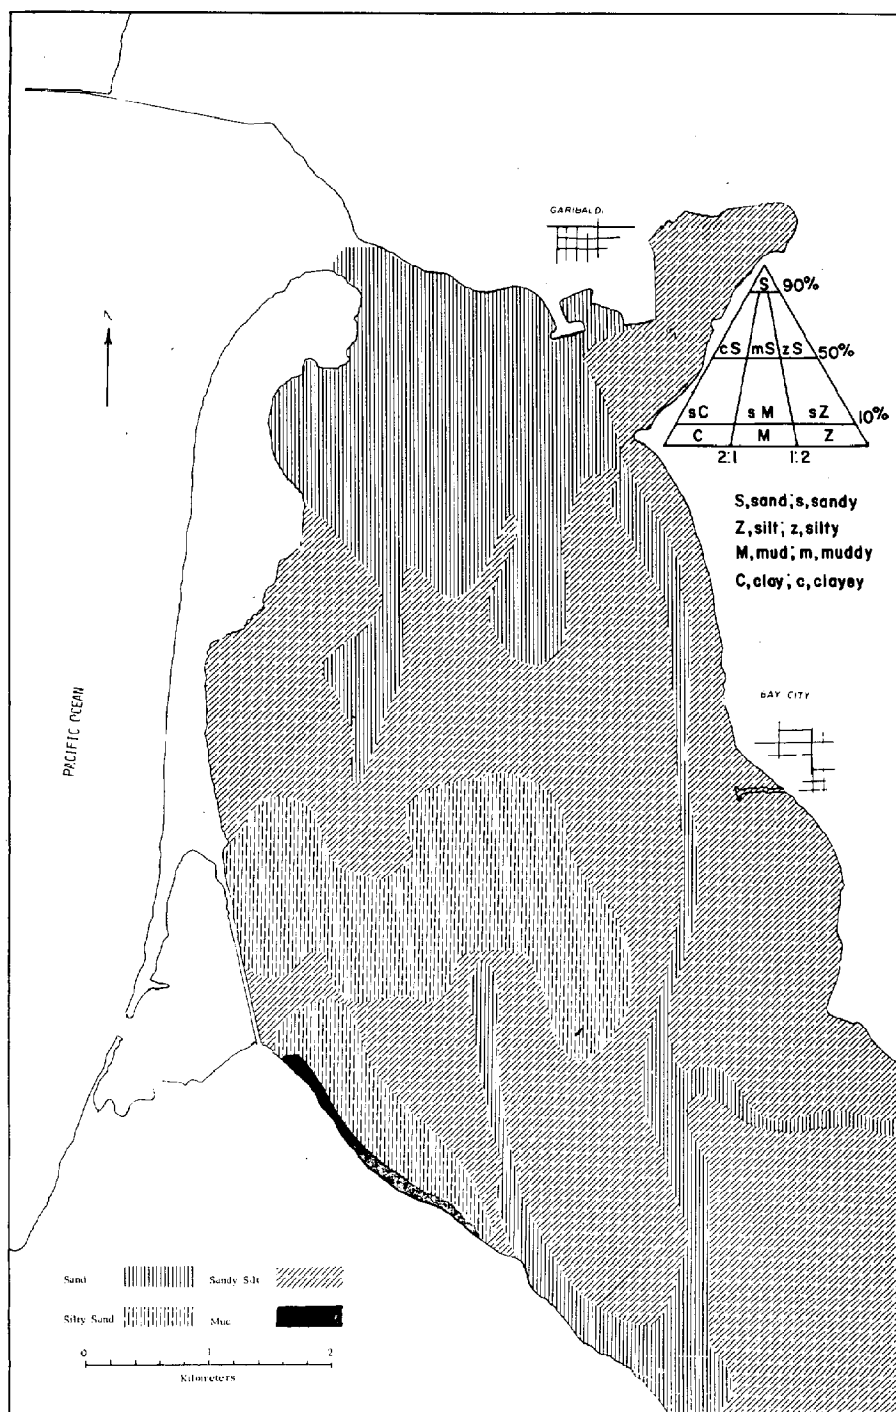 GARIBALDI
S 90%
cS mS zS 50%
sC sM sZ 10%
C M Z
2:1 1:2
S, sand; s, sandy
Z, silt; z, silty
M, mud; m, muddy
C, clay; c, clayey
N
PACIFIC OCEAN
BAY CITY
Sand Sandy Silt
Silty Sand Mud
0 1 2
Kilometers